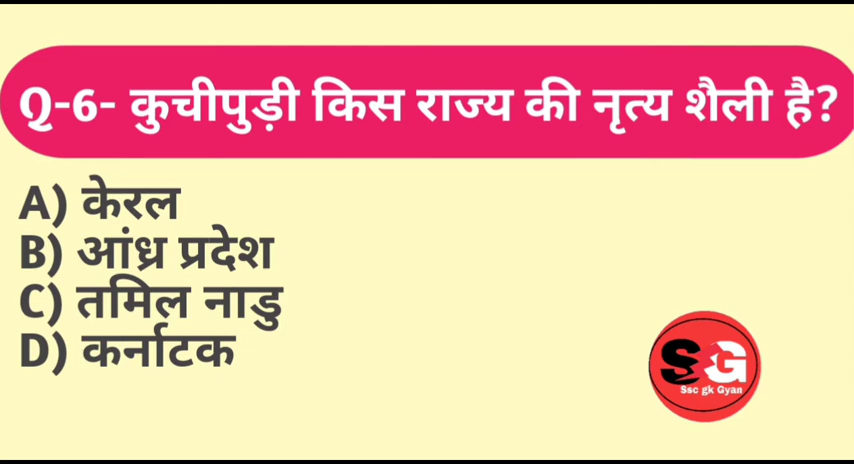 Q-6- कुचीपुड़ी किस राज्य की नृत्य शैली है?
A) केरल
B) आंध्र प्रदेश
C) तमिल नाडु
D) कर्नाटक
SG
Ssc gk Gyan